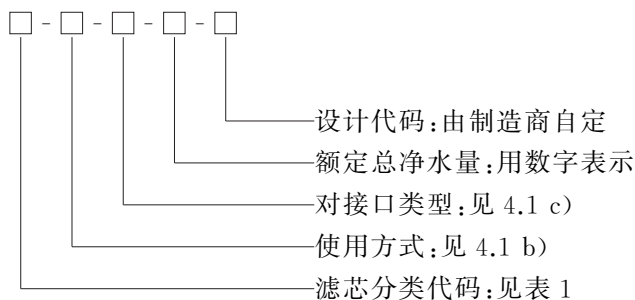 □-□-□-□-□
设计代码:由制造商自定
额定总净水量:用数字表示
对接口类型:见 4.1 c)
使用方式:见 4.1 b)
滤芯分类代码:见表 1